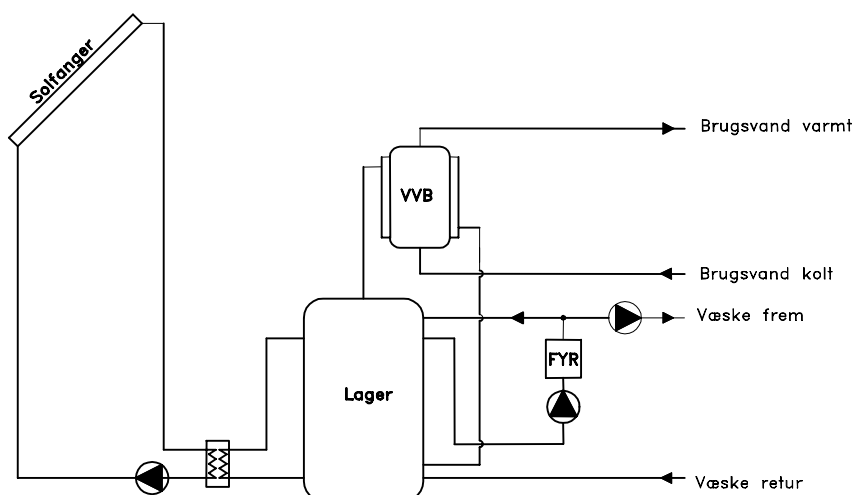 Solfanger
Brugsvand varmt
VVB
Brugsvand kolt
Væske frem
FYR
Lager
Væske retur